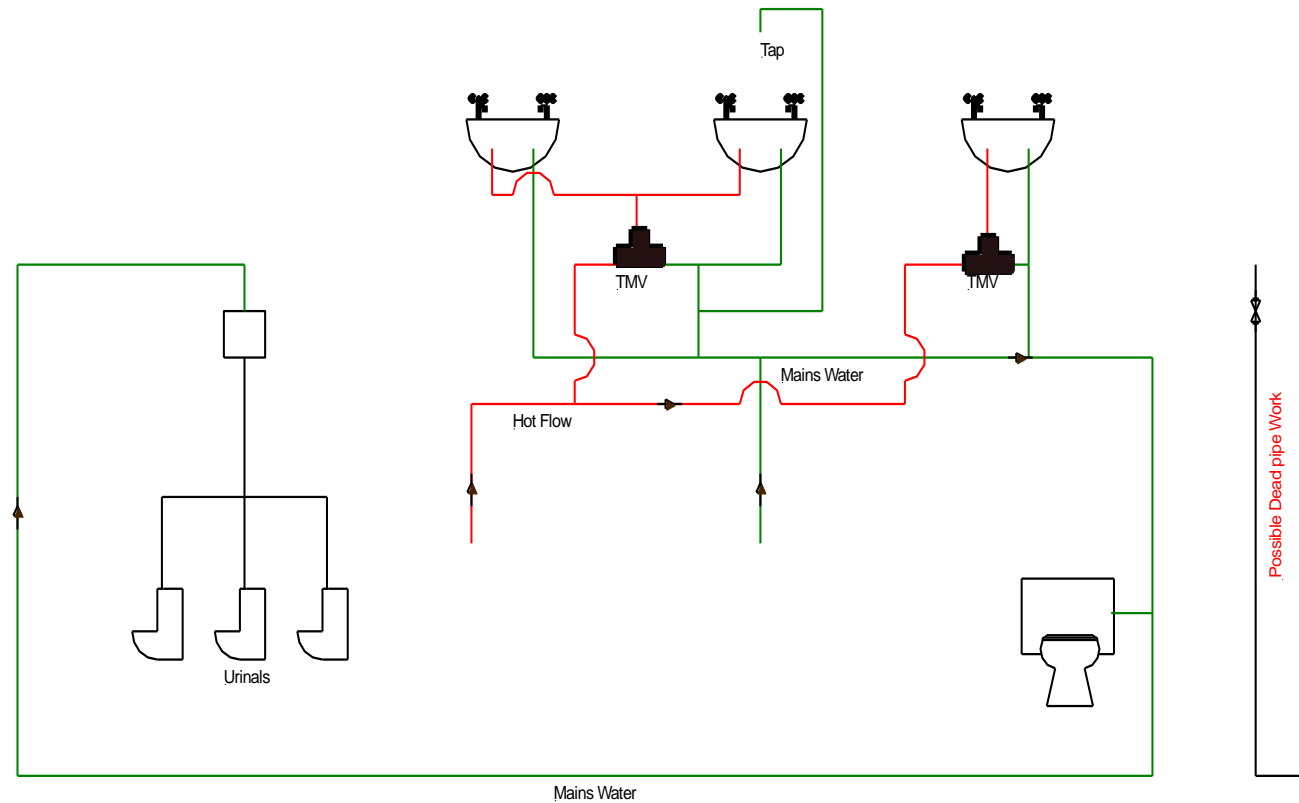 Tap
TMV
TMV
Mains Water
Hot Flow
Possible Dead pipe Work
Urinals
Mains Water